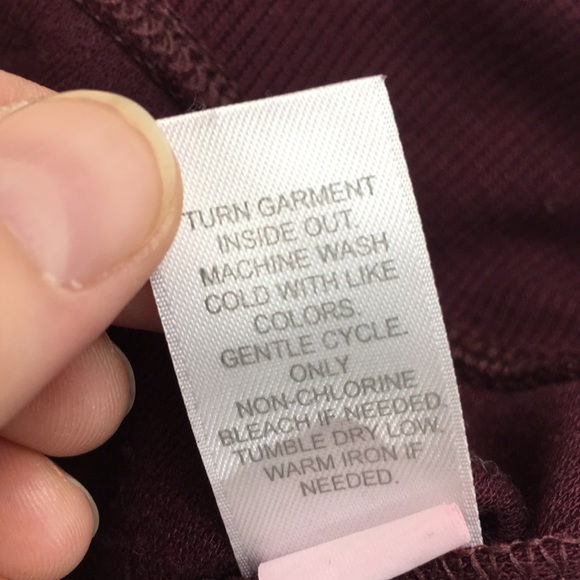 TURN GARMENT
INSIDE OUT.
MACHINE WASH
COLD WITH LIKE
COLORS.
GENTLE CYCLE.
ONLY
NON-CHLORINE
BLEACH IF NEEDED.
TUMBLE DRY LOW.
WARM IRON IF
NEEDED.